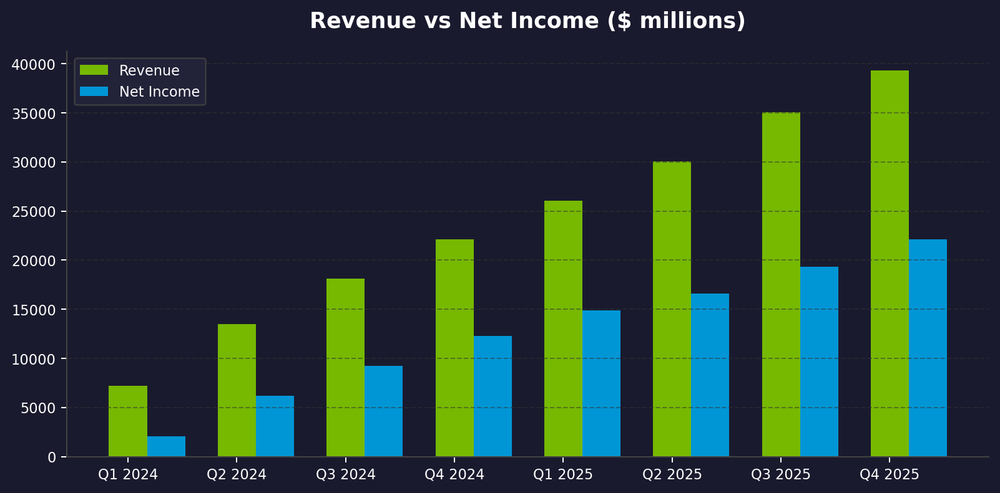 Revenue vs Net Income ($ millions)
40000
35000
30000
25000
20000
15000
10000
5000
0
Revenue
Net Income
Q1 2024 Q2 2024 Q3 2024 Q4 2024 Q1 2025 Q2 2025 Q3 2025 Q4 2025